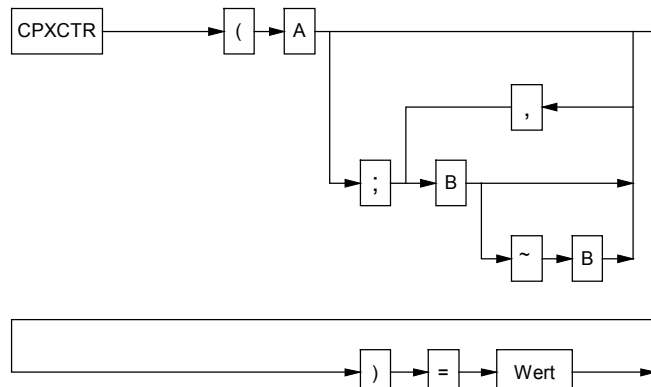 CPXCTR ( A
,
; B
~ B
) = Wert